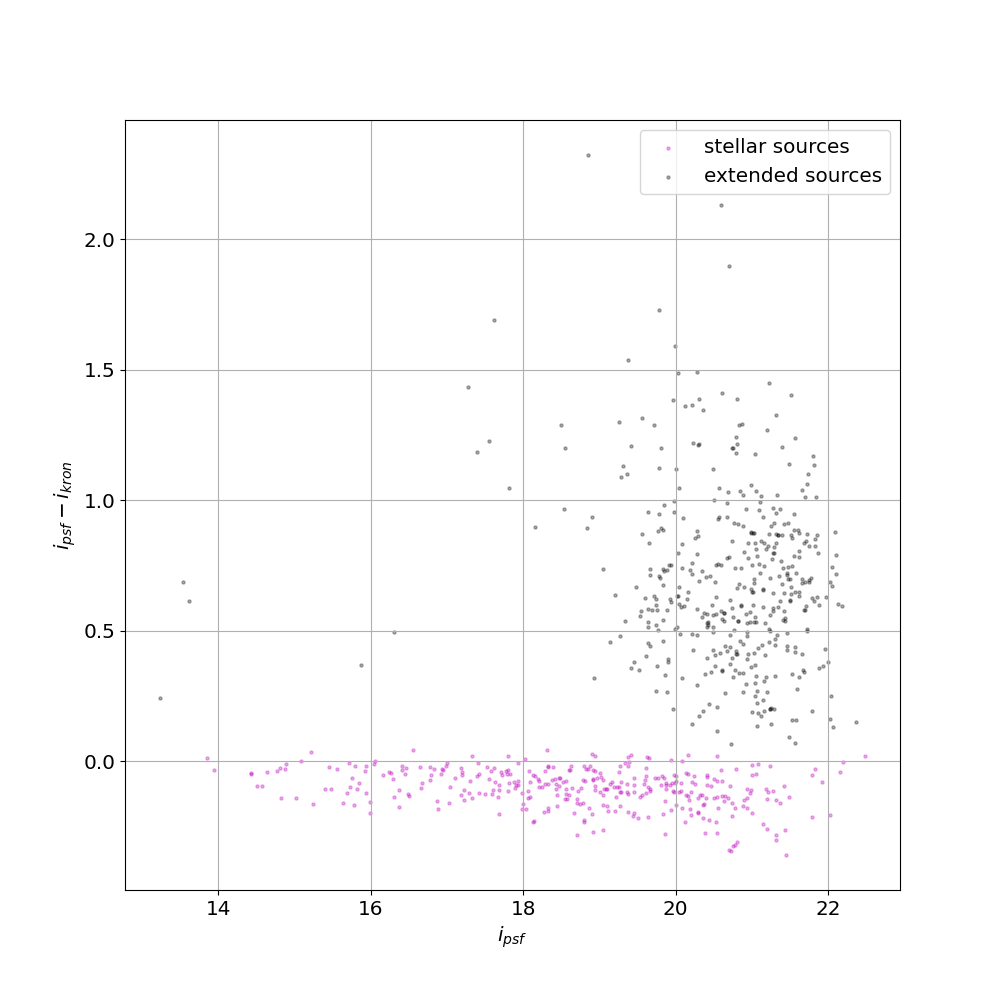 stellar sources
extended sources
2.0
1.5
1.0
0.5
0.0
i_psf − i_kron
14 16 18 20 22
i_psf